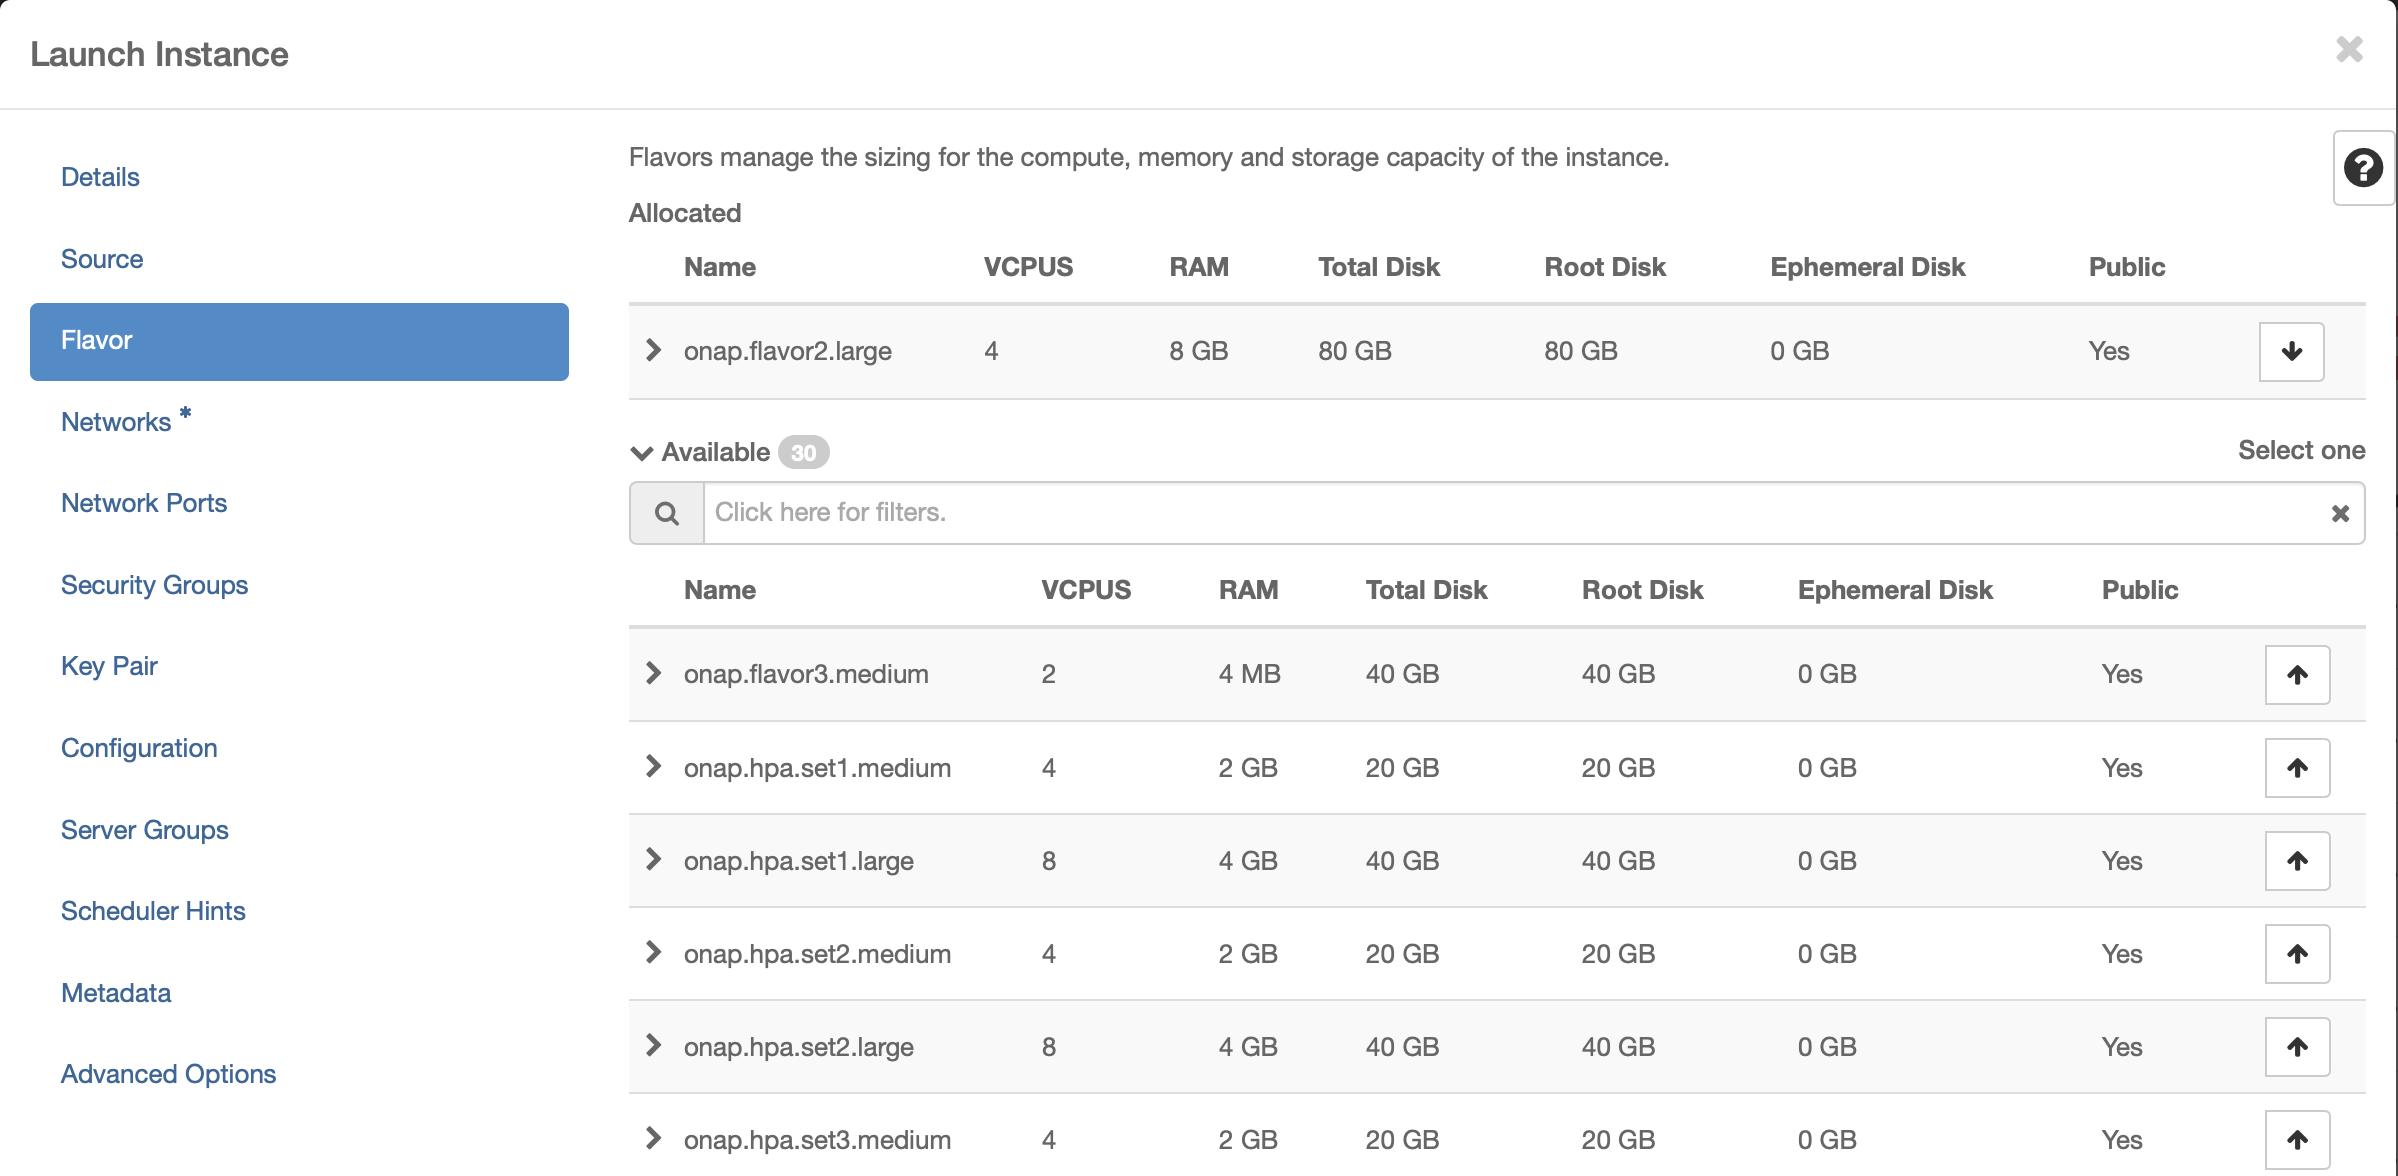 Launch Instance
Details
Source
Flavor
Networks *
Network Ports
Security Groups
Key Pair
Configuration
Server Groups
Scheduler Hints
Metadata
Advanced Options
Flavors manage the sizing for the compute, memory and storage capacity of the instance.
Allocated
Name VCPUS RAM Total Disk Root Disk Ephemeral Disk Public
onap.flavor2.large 4 8 GB 80 GB 80 GB 0 GB Yes
Available 30 Select one
Click here for filters.
Name VCPUS RAM Total Disk Root Disk Ephemeral Disk Public
onap.flavor3.medium 2 4 MB 40 GB 40 GB 0 GB Yes
onap.hpa.set1.medium 4 2 GB 20 GB 20 GB 0 GB Yes
onap.hpa.set1.large 8 4 GB 40 GB 40 GB 0 GB Yes
onap.hpa.set2.medium 4 2 GB 20 GB 20 GB 0 GB Yes
onap.hpa.set2.large 8 4 GB 40 GB 40 GB 0 GB Yes
onap.hpa.set3.medium 4 2 GB 20 GB 20 GB 0 GB Yes